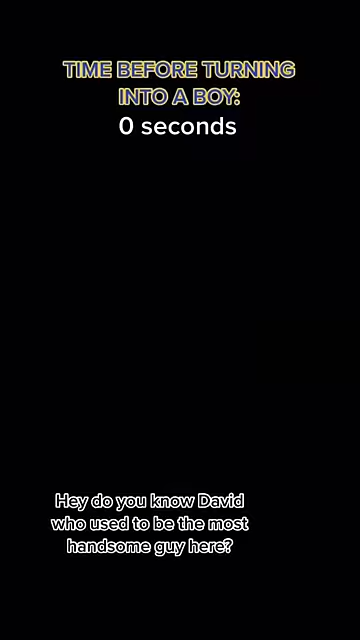 TIME BEFORE TURNING
INTO A BOY:
0 seconds
Hey do you know David
who used to be the most
handsome guy here?